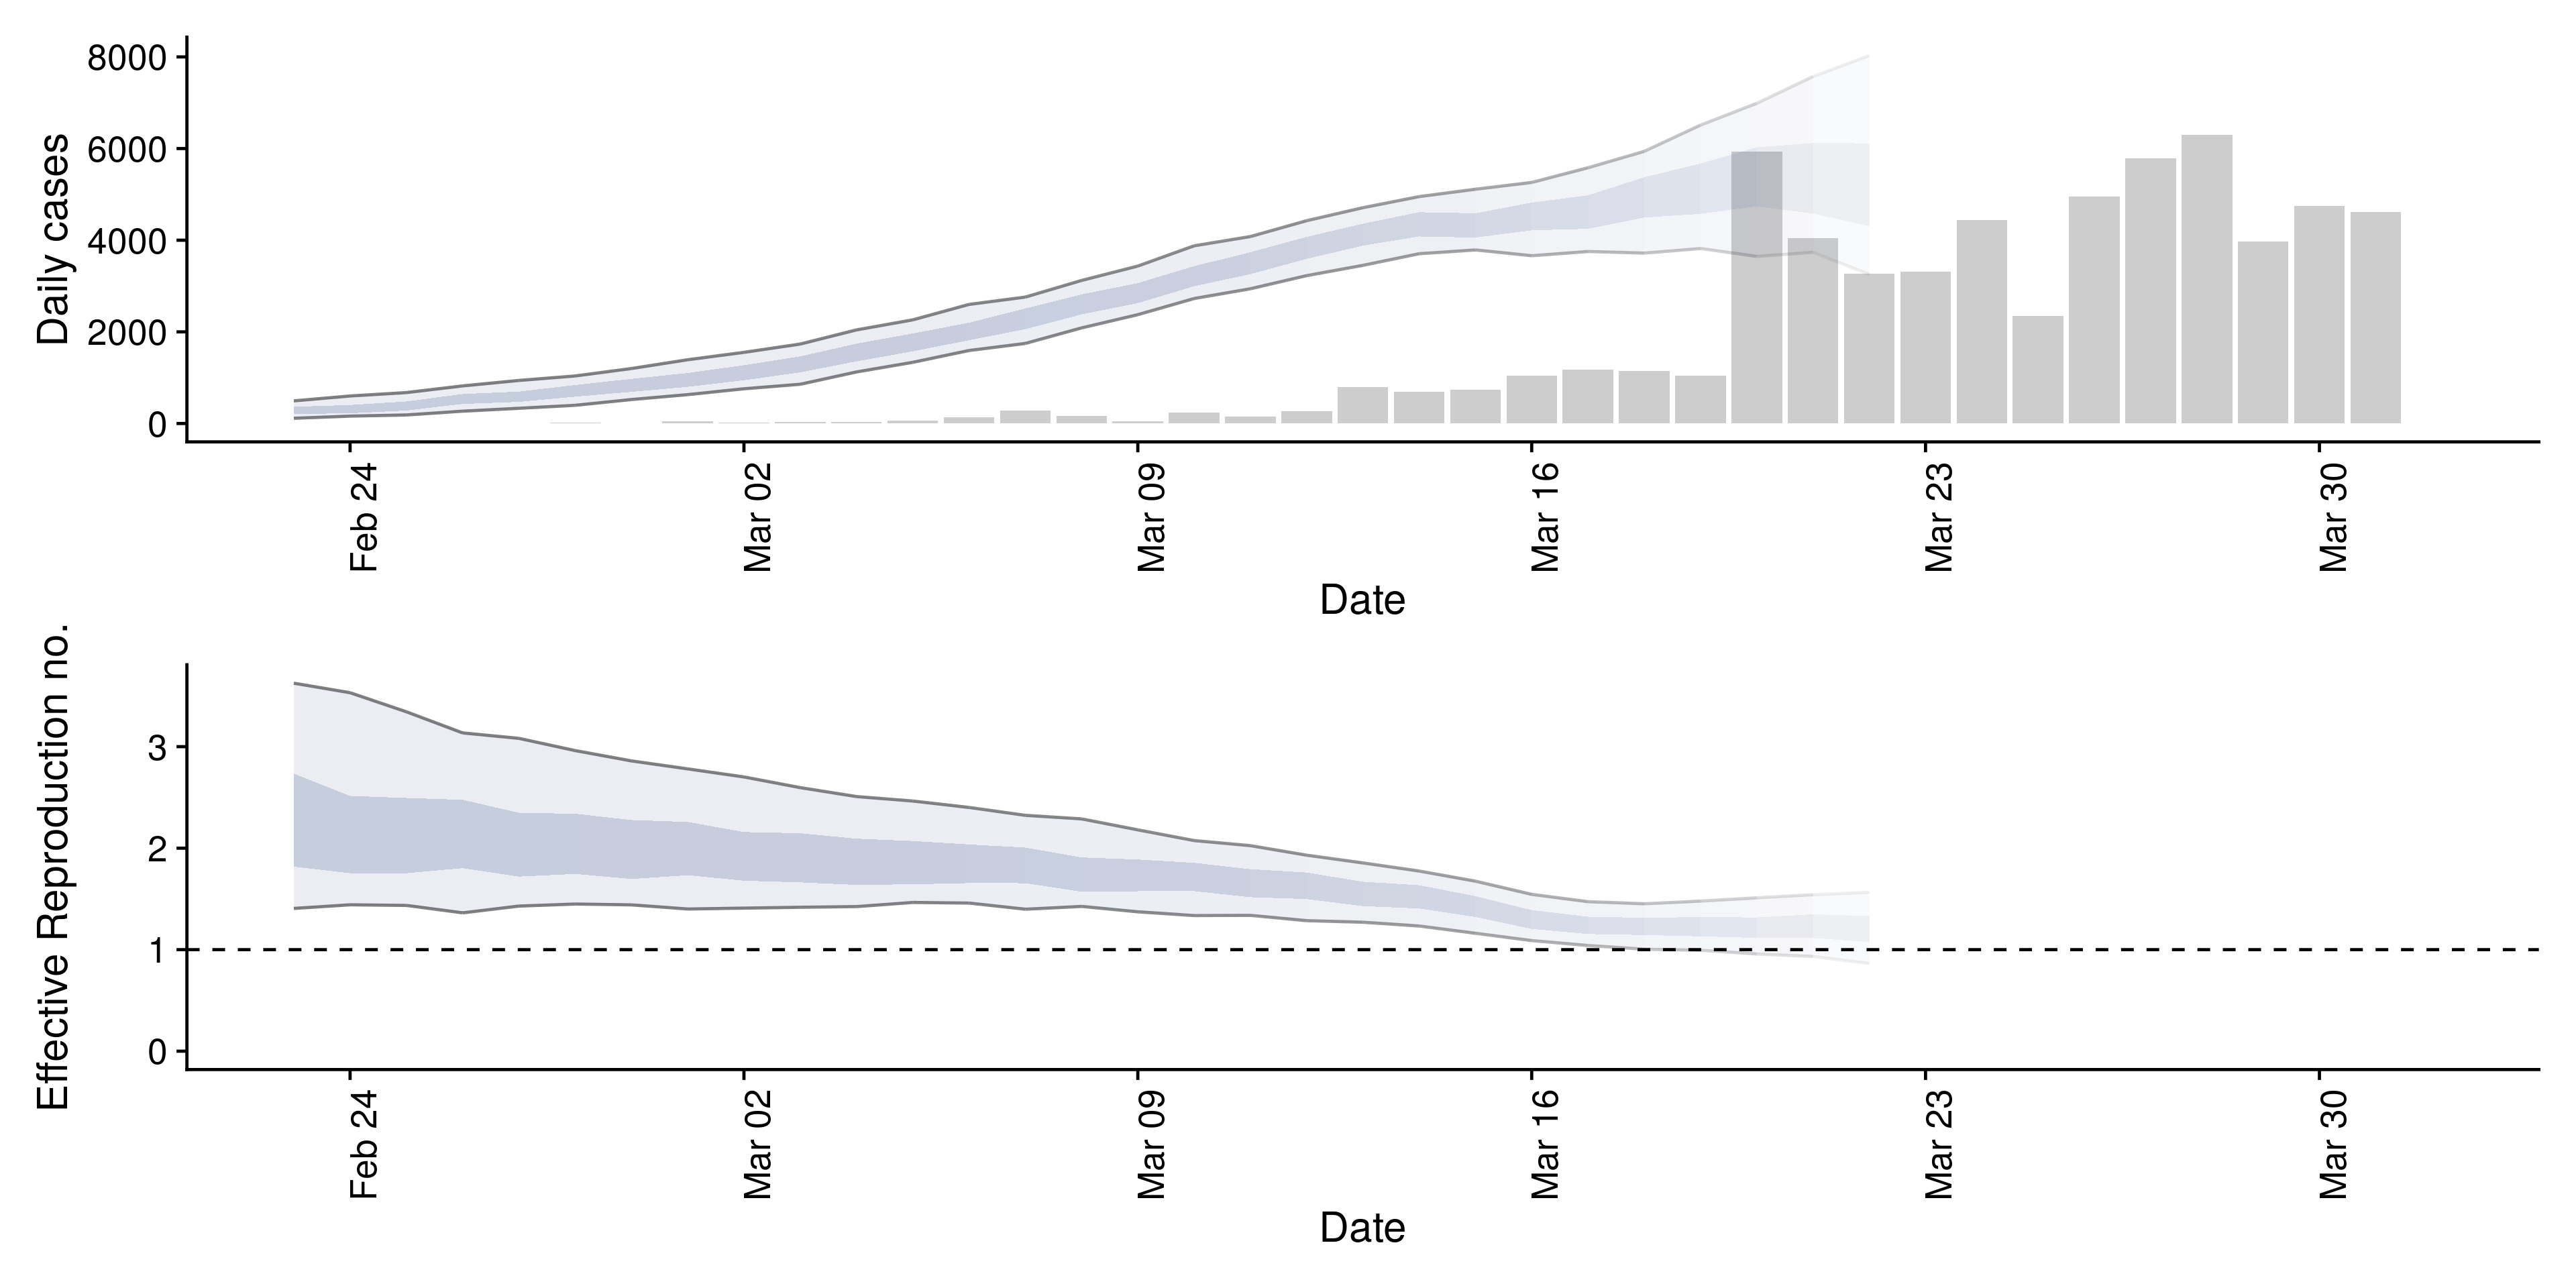 Daily cases
8000
6000
4000
2000
0
Feb 24
Mar 02
Mar 09
Mar 16
Mar 23
Mar 30
Date
Effective Reproduction no.
3
2
1
0
Feb 24
Mar 02
Mar 09
Mar 16
Mar 23
Mar 30
Date